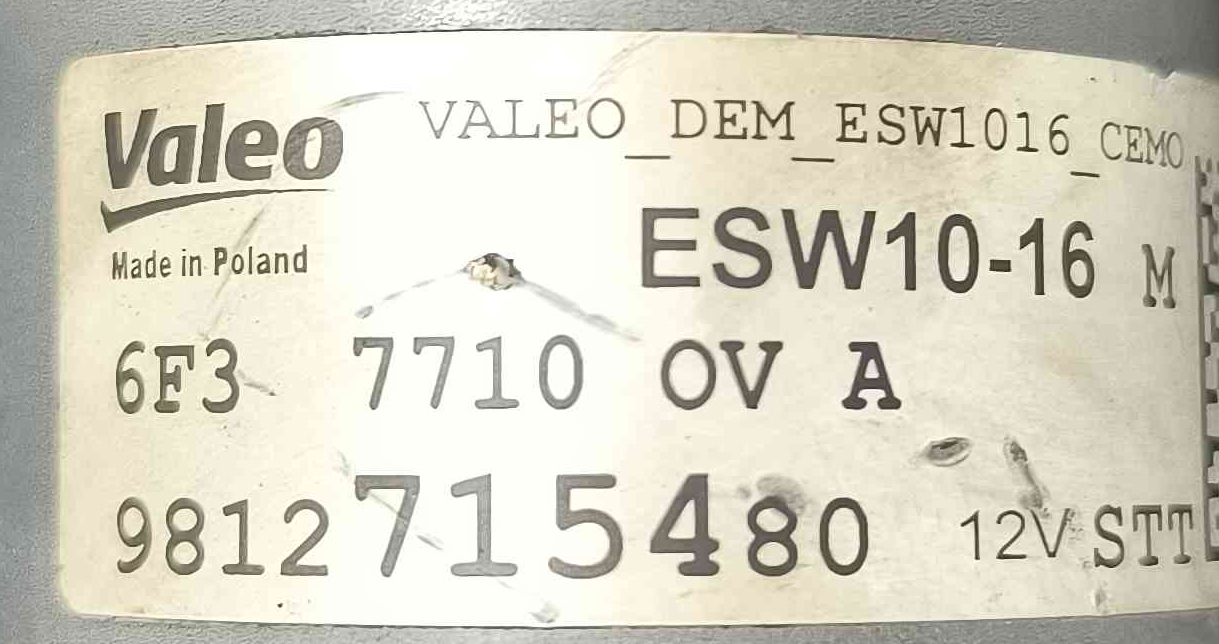 Valeo VALEO_DEM_ESW1016_CEMO
ESW10-16 M
Made in Poland
6F3 7710 OV A
9812715480 12V STT